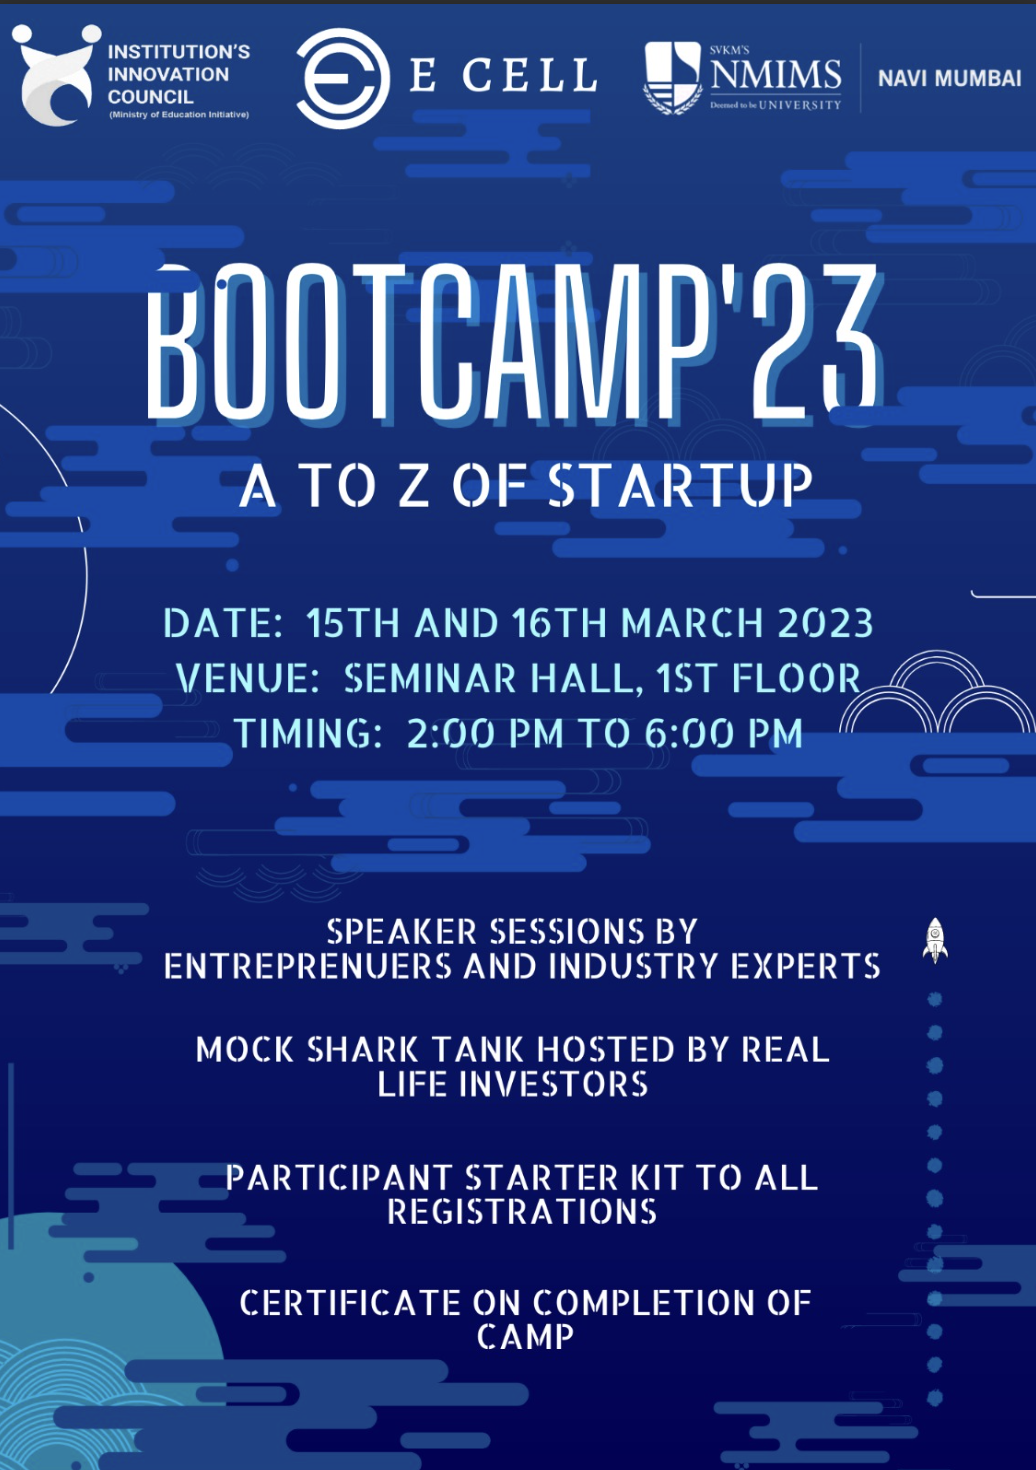 INSTITUTION'S
INNOVATION
COUNCIL
(Ministry of Education Initiative)
E CELL
SVKM'S
NMIMS
Deemed to be UNIVERSITY
NAVI MUMBAI
BOOTCAMP'23
A TO Z OF STARTUP
DATE: 15TH AND 16TH MARCH 2023
VENUE: SEMINAR HALL, 1ST FLOOR
TIMING: 2:00 PM TO 6:00 PM
SPEAKER SESSIONS BY
ENTREPRENUERS AND INDUSTRY EXPERTS
MOCK SHARK TANK HOSTED BY REAL
LIFE INVESTORS
PARTICIPANT STARTER KIT TO ALL
REGISTRATIONS
CERTIFICATE ON COMPLETION OF
CAMP